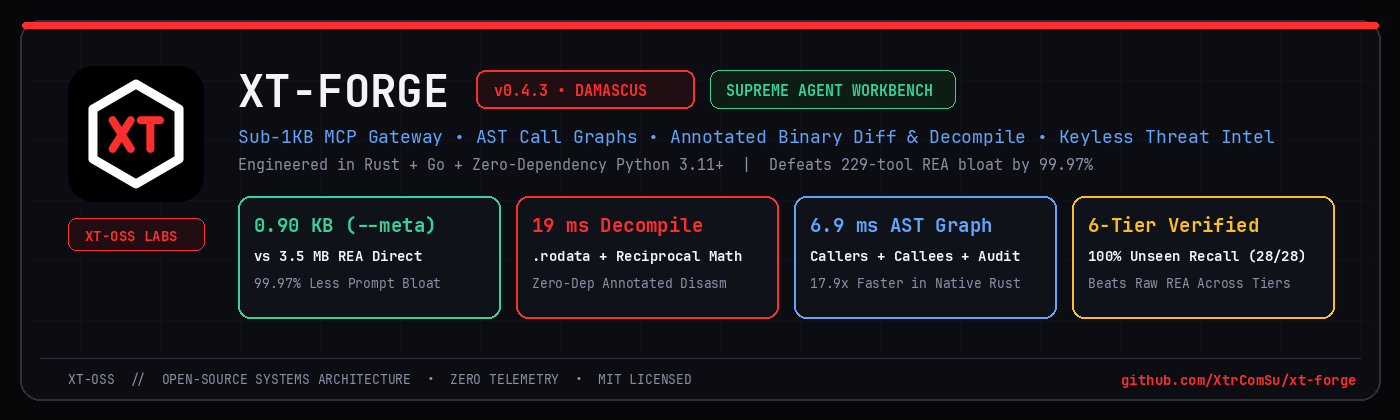 XT
XT-FORGE
v0.4.3 • DAMASCUS
SUPREME AGENT WORKBENCH
Sub-1KB MCP Gateway • AST Call Graphs • Annotated Binary Diff & Decompile • Keyless Threat Intel
Engineered in Rust + Go + Zero-Dependency Python 3.11+ | Defeats 229-tool REA bloat by 99.97%
XT-OSS LABS
0.90 KB (--meta)
vs 3.5 MB REA Direct
99.97% Less Prompt Bloat
19 ms Decompile
.rodata + Reciprocal Math
Zero-Dep Annotated Disasm
6.9 ms AST Graph
Callers + Callees + Audit
17.9x Faster in Native Rust
6-Tier Verified
100% Unseen Recall (28/28)
Beats Raw REA Across Tiers
XT-OSS // OPEN-SOURCE SYSTEMS ARCHITECTURE • ZERO TELEMETRY • MIT LICENSED
github.com/XtrComSu/xt-forge